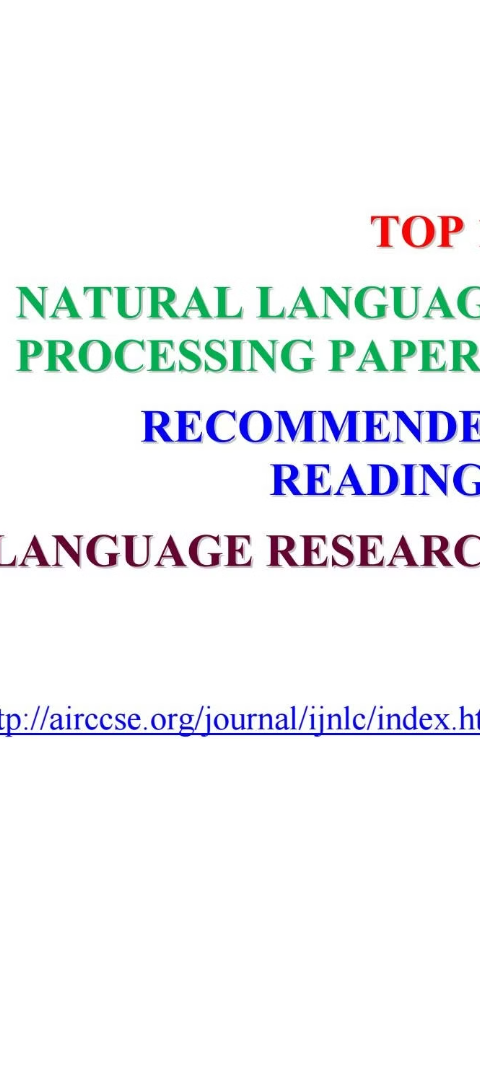 TOP
NATURAL LANGUAG
PROCESSING PAPER
RECOMMENDE
READING
LANGUAGE RESEARC
tp://airccse.org/journal/ijnlc/index.ht